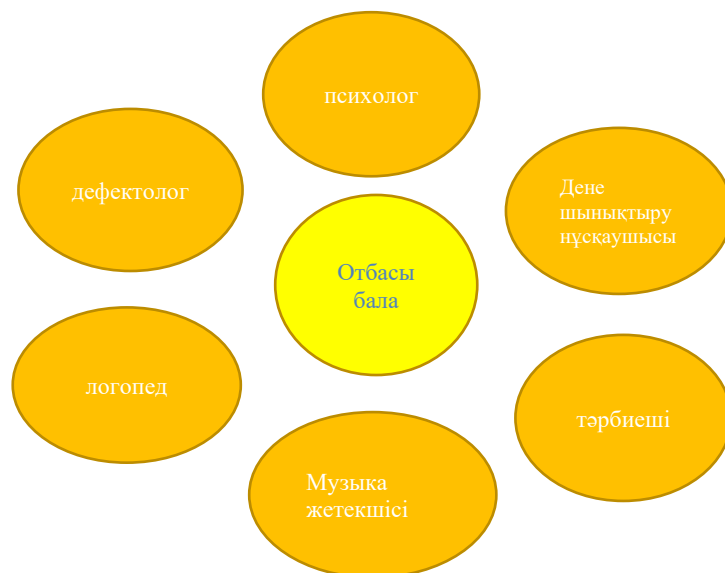 психолог
дефектолог
Дене
шынықтыру
нұсқаушысы
Отбасы
бала
логопед
тәрбиеші
Музыка
жетекшісі